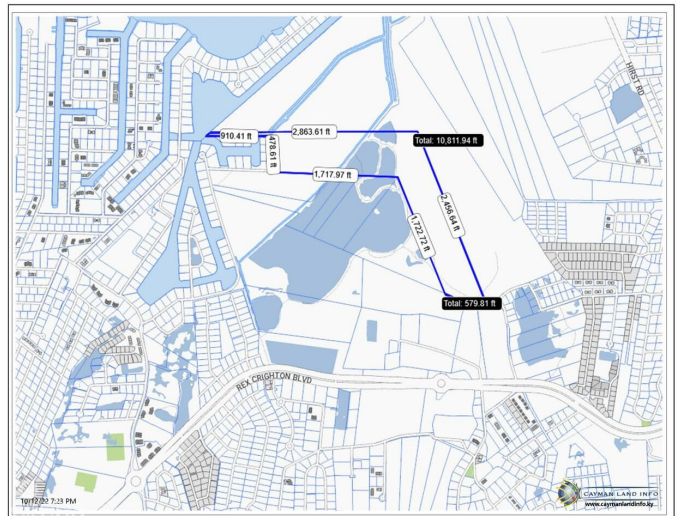 HIRST RD
910.41 ft
2,863.61 ft
478.61 ft
Total: 10,811.94 ft
1,717.97 ft
2,456.64 ft
1,722.72 ft
Total: 579.81 ft
REX CRIGHTON BLVD
10/12/22 7:23 PM
CAYMAN LAND INFO
www.caymanlandinfo.ky